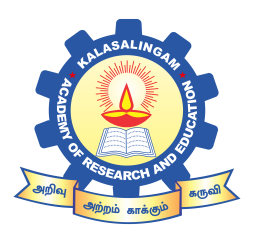 KALASALINGAM
ACADEMY OF RESEARCH AND EDUCATION
அறிவு அற்றம் காக்கும் கருவி